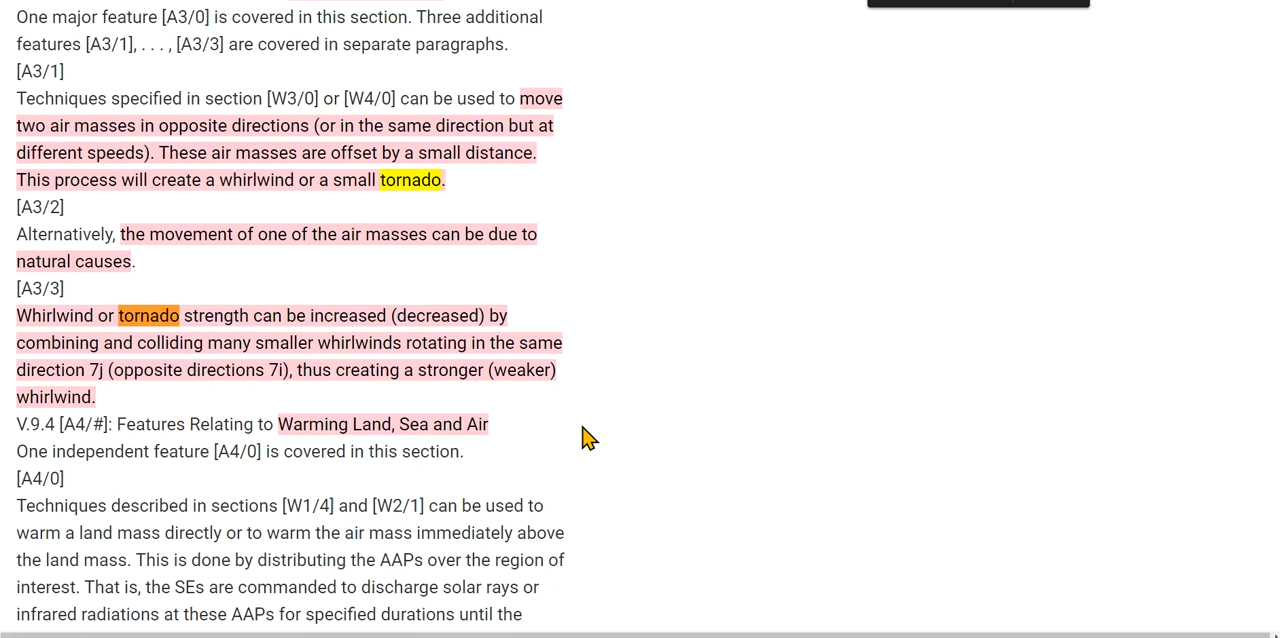 One major feature [A3/0] is covered in this section. Three additional
features [A3/1], . . . , [A3/3] are covered in separate paragraphs.
[A3/1]
Techniques specified in section [W3/0] or [W4/0] can be used to move
two air masses in opposite directions (or in the same direction but at
different speeds). These air masses are offset by a small distance.
This process will create a whirlwind or a small tornado.
[A3/2]
Alternatively, the movement of one of the air masses can be due to
natural causes.
[A3/3]
Whirlwind or tornado strength can be increased (decreased) by
combining and colliding many smaller whirlwinds rotating in the same
direction 7j (opposite directions 7i), thus creating a stronger (weaker)
whirlwind.
V.9.4 [A4/#]: Features Relating to Warming Land, Sea and Air
One independent feature [A4/0] is covered in this section.
[A4/0]
Techniques described in sections [W1/4] and [W2/1] can be used to
warm a land mass directly or to warm the air mass immediately above
the land mass. This is done by distributing the AAPs over the region of
interest. That is, the SEs are commanded to discharge solar rays or
infrared radiations at these AAPs for specified durations until the